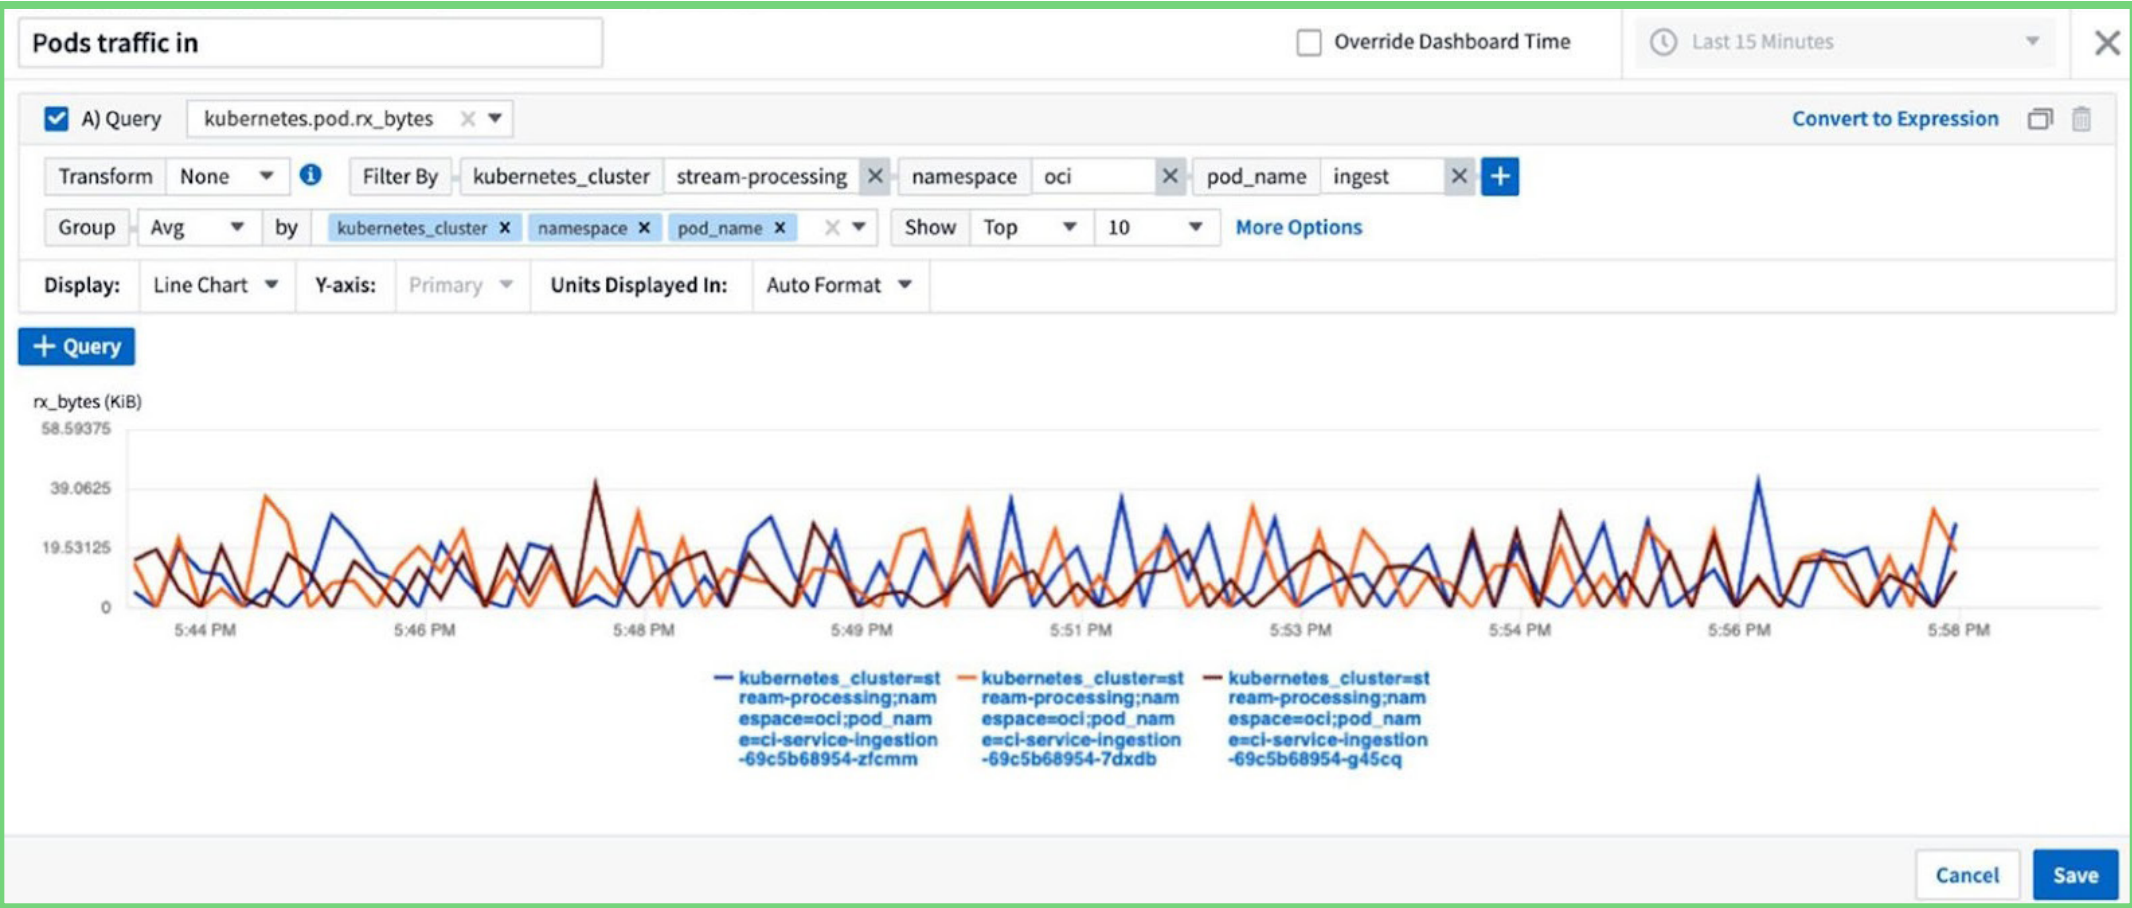 Pods traffic in
Override Dashboard Time
Last 15 Minutes
A) Query kubernetes.pod.rx_bytes
Convert to Expression
Transform None Filter By kubernetes_cluster stream-processing namespace oci pod_name ingest
Group Avg by kubernetes_cluster namespace pod_name Show Top 10 More Options
Display: Line Chart Y-axis: Primary Units Displayed In: Auto Format
+ Query
rx_bytes (KiB)
58.59375
39.0625
19.53125
0
5:44 PM 5:46 PM 5:48 PM 5:49 PM 5:51 PM 5:53 PM 5:54 PM 5:56 PM 5:58 PM
kubernetes_cluster=st
ream-processing;nam
espace=oci;pod_nam
e=ci-service-ingestion
-69c5b68954-zfcmm
kubernetes_cluster=st
ream-processing;nam
espace=oci;pod_nam
e=ci-service-ingestion
-69c5b68954-7dxdb
kubernetes_cluster=st
ream-processing;nam
espace=oci;pod_nam
e=ci-service-ingestion
-69c5b68954-g45cq
Cancel
Save